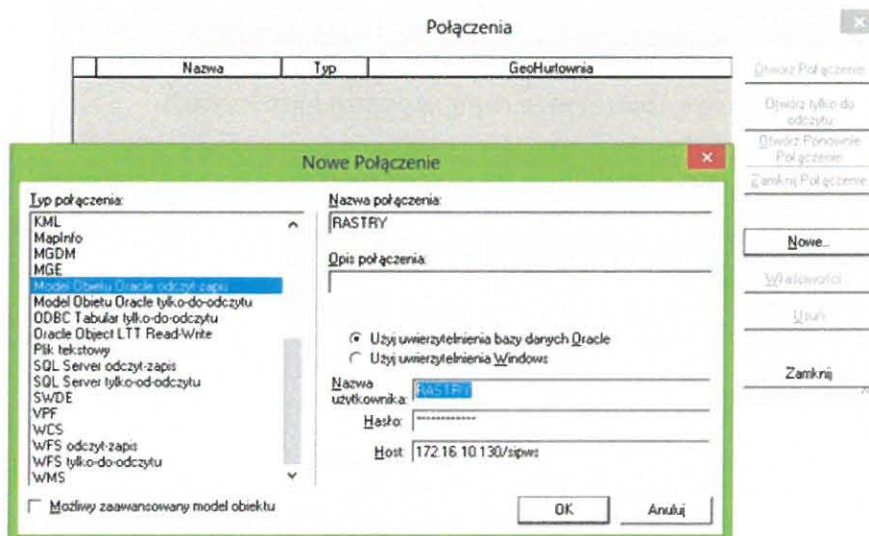 Połączenia
Nazwa Typ GeoHurtownia
Otwórz Połączenie
Otwórz tylko do
odczytu
Otwórz Ponownie
Połączenie
Zamknij Połączenie
Nowe...
Właściwości
Usuń
Zamknij
Nowe Połączenie
Typ połączenia:
KML
MapInfo
MGDM
MGE
Model Obietu Oracle odczyt-zapis
Model Obietu Oracle tylko-do-odczytu
ODBC Tabular tylko-do-odczytu
Oracle Object LTT Read-Write
Plik tekstowy
SQL Server odczyt-zapis
SQL Server tylko-od-odczytu
SWDE
VPF
WCS
WFS odczyt-zapis
WFS tylko-do-odczytu
WMS
Możliwy zaawansowany model obiektu
Nazwa połączenia:
RASTRY
Opis połączenia:
Użyj uwierzytelnienia bazy danych Oracle
Użyj uwierzytelnienia Windows
Nazwa
użytkownika:
RASTRY
Hasło:
Host:
172.16.10.130/sipws
OK
Anuluj